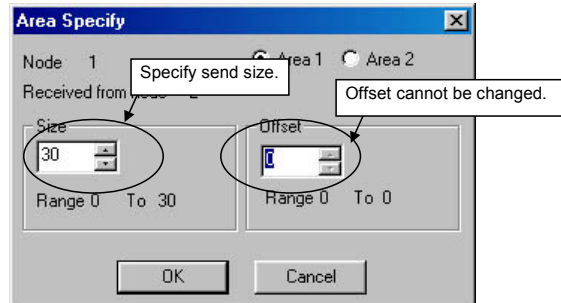 Area Specify
Node 1
Area 1 Area 2
Specify send size.
Received from 2
Offset cannot be changed.
Size
Offset
30
0
Range 0 To 30
Range 0 To 0
OK
Cancel